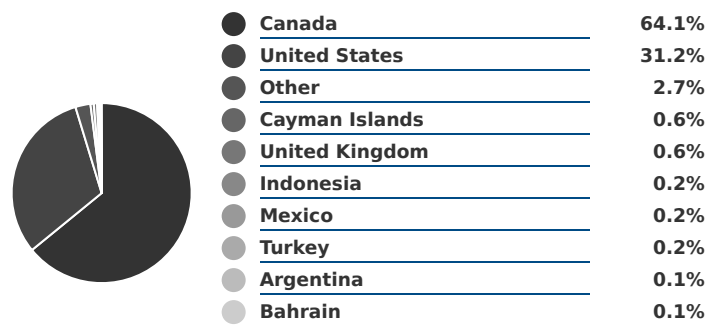 Canada 64.1%
United States 31.2%
Other 2.7%
Cayman Islands 0.6%
United Kingdom 0.6%
Indonesia 0.2%
Mexico 0.2%
Turkey 0.2%
Argentina 0.1%
Bahrain 0.1%